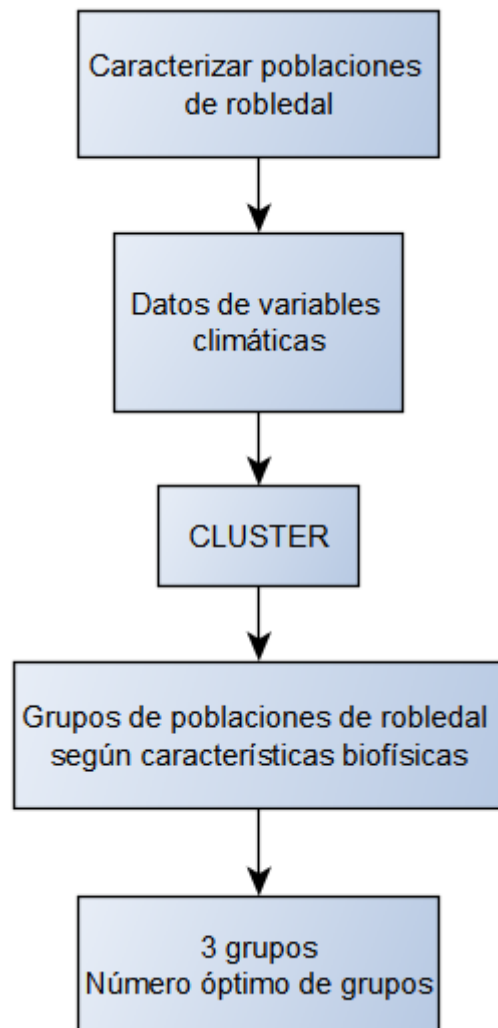 Caracterizar poblaciones
de robledal
Datos de variables
climáticas
CLUSTER
Grupos de poblaciones de robledal
según características biofísicas
3 grupos
Número óptimo de grupos